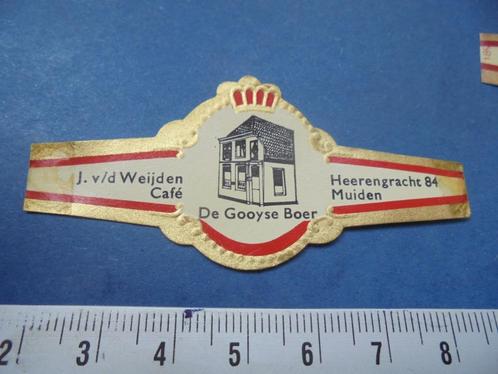 J. v/d Weijden
Café
De Gooyse Boer
Heerengracht 84
Muiden
2 3 4 5 6 7 8